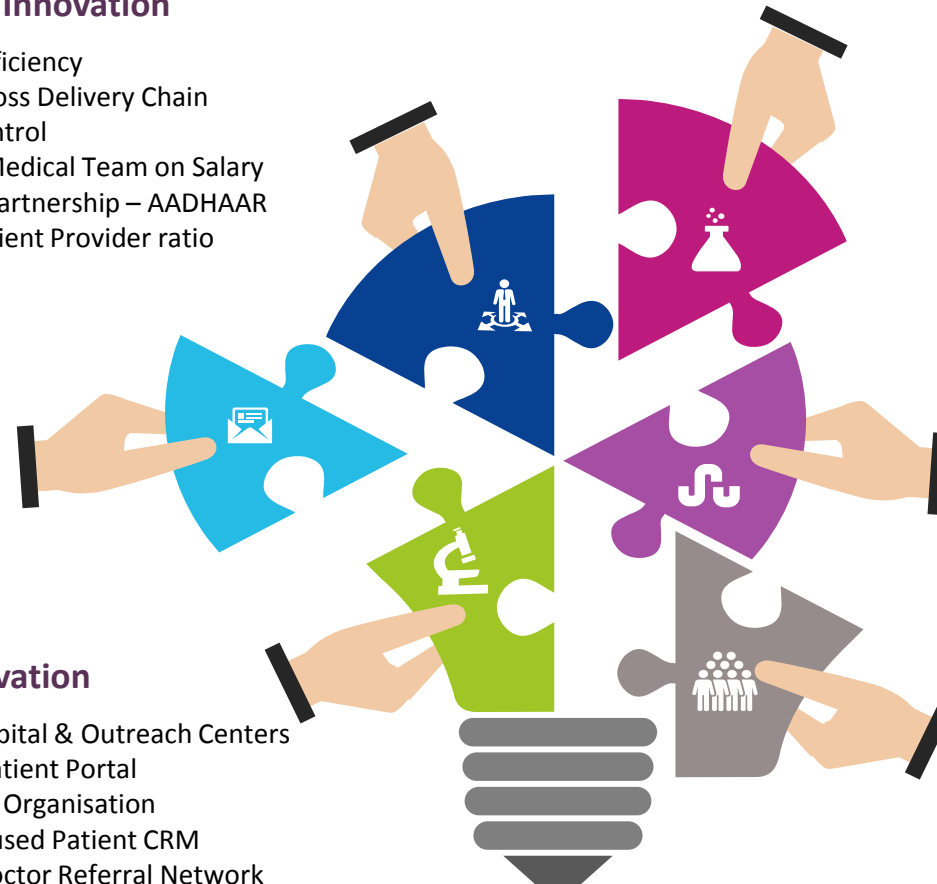 Innovation
ficiency
oss Delivery Chain
ntrol
Medical Team on Salary
artnership – AADHAAR
ient Provider ratio
vation
pital & Outreach Centers
atient Portal
Organisation
used Patient CRM
octor Referral Network